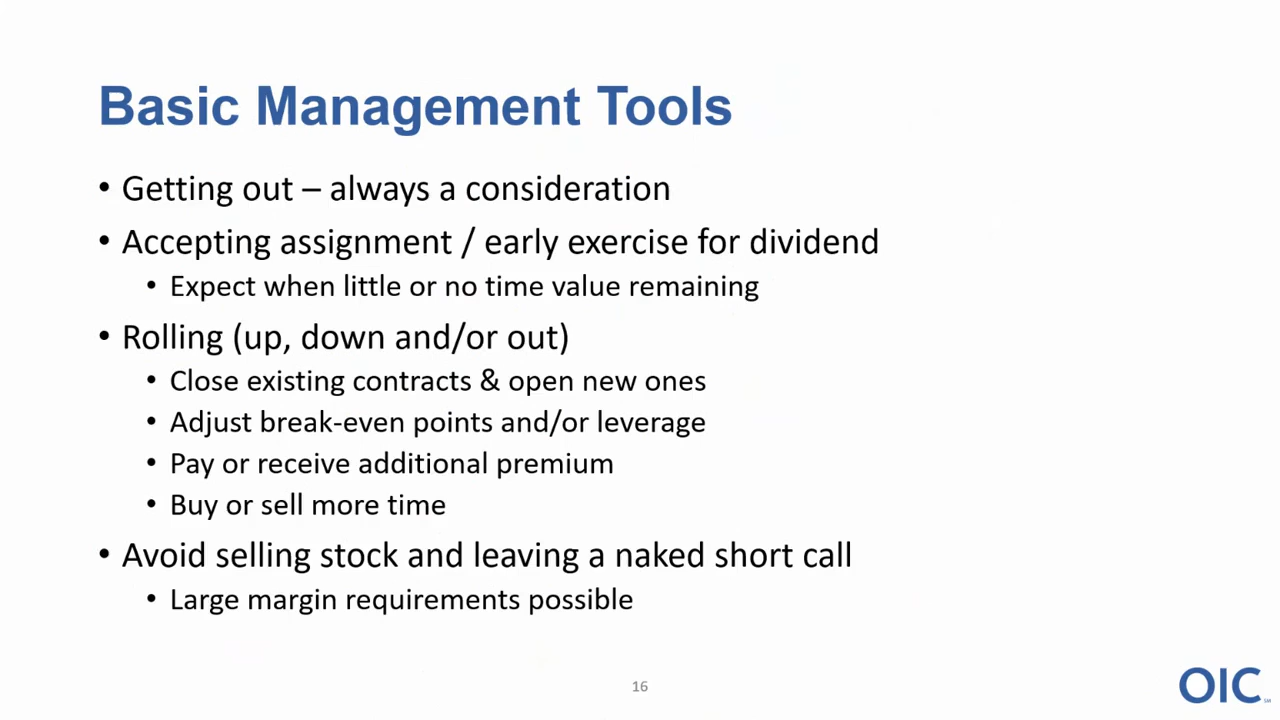 Basic Management Tools
• Getting out – always a consideration
• Accepting assignment / early exercise for dividend
• Expect when little or no time value remaining
• Rolling (up, down and/or out)
• Close existing contracts & open new ones
• Adjust break-even points and/or leverage
• Pay or receive additional premium
• Buy or sell more time
• Avoid selling stock and leaving a naked short call
• Large margin requirements possible
16
OIC℠